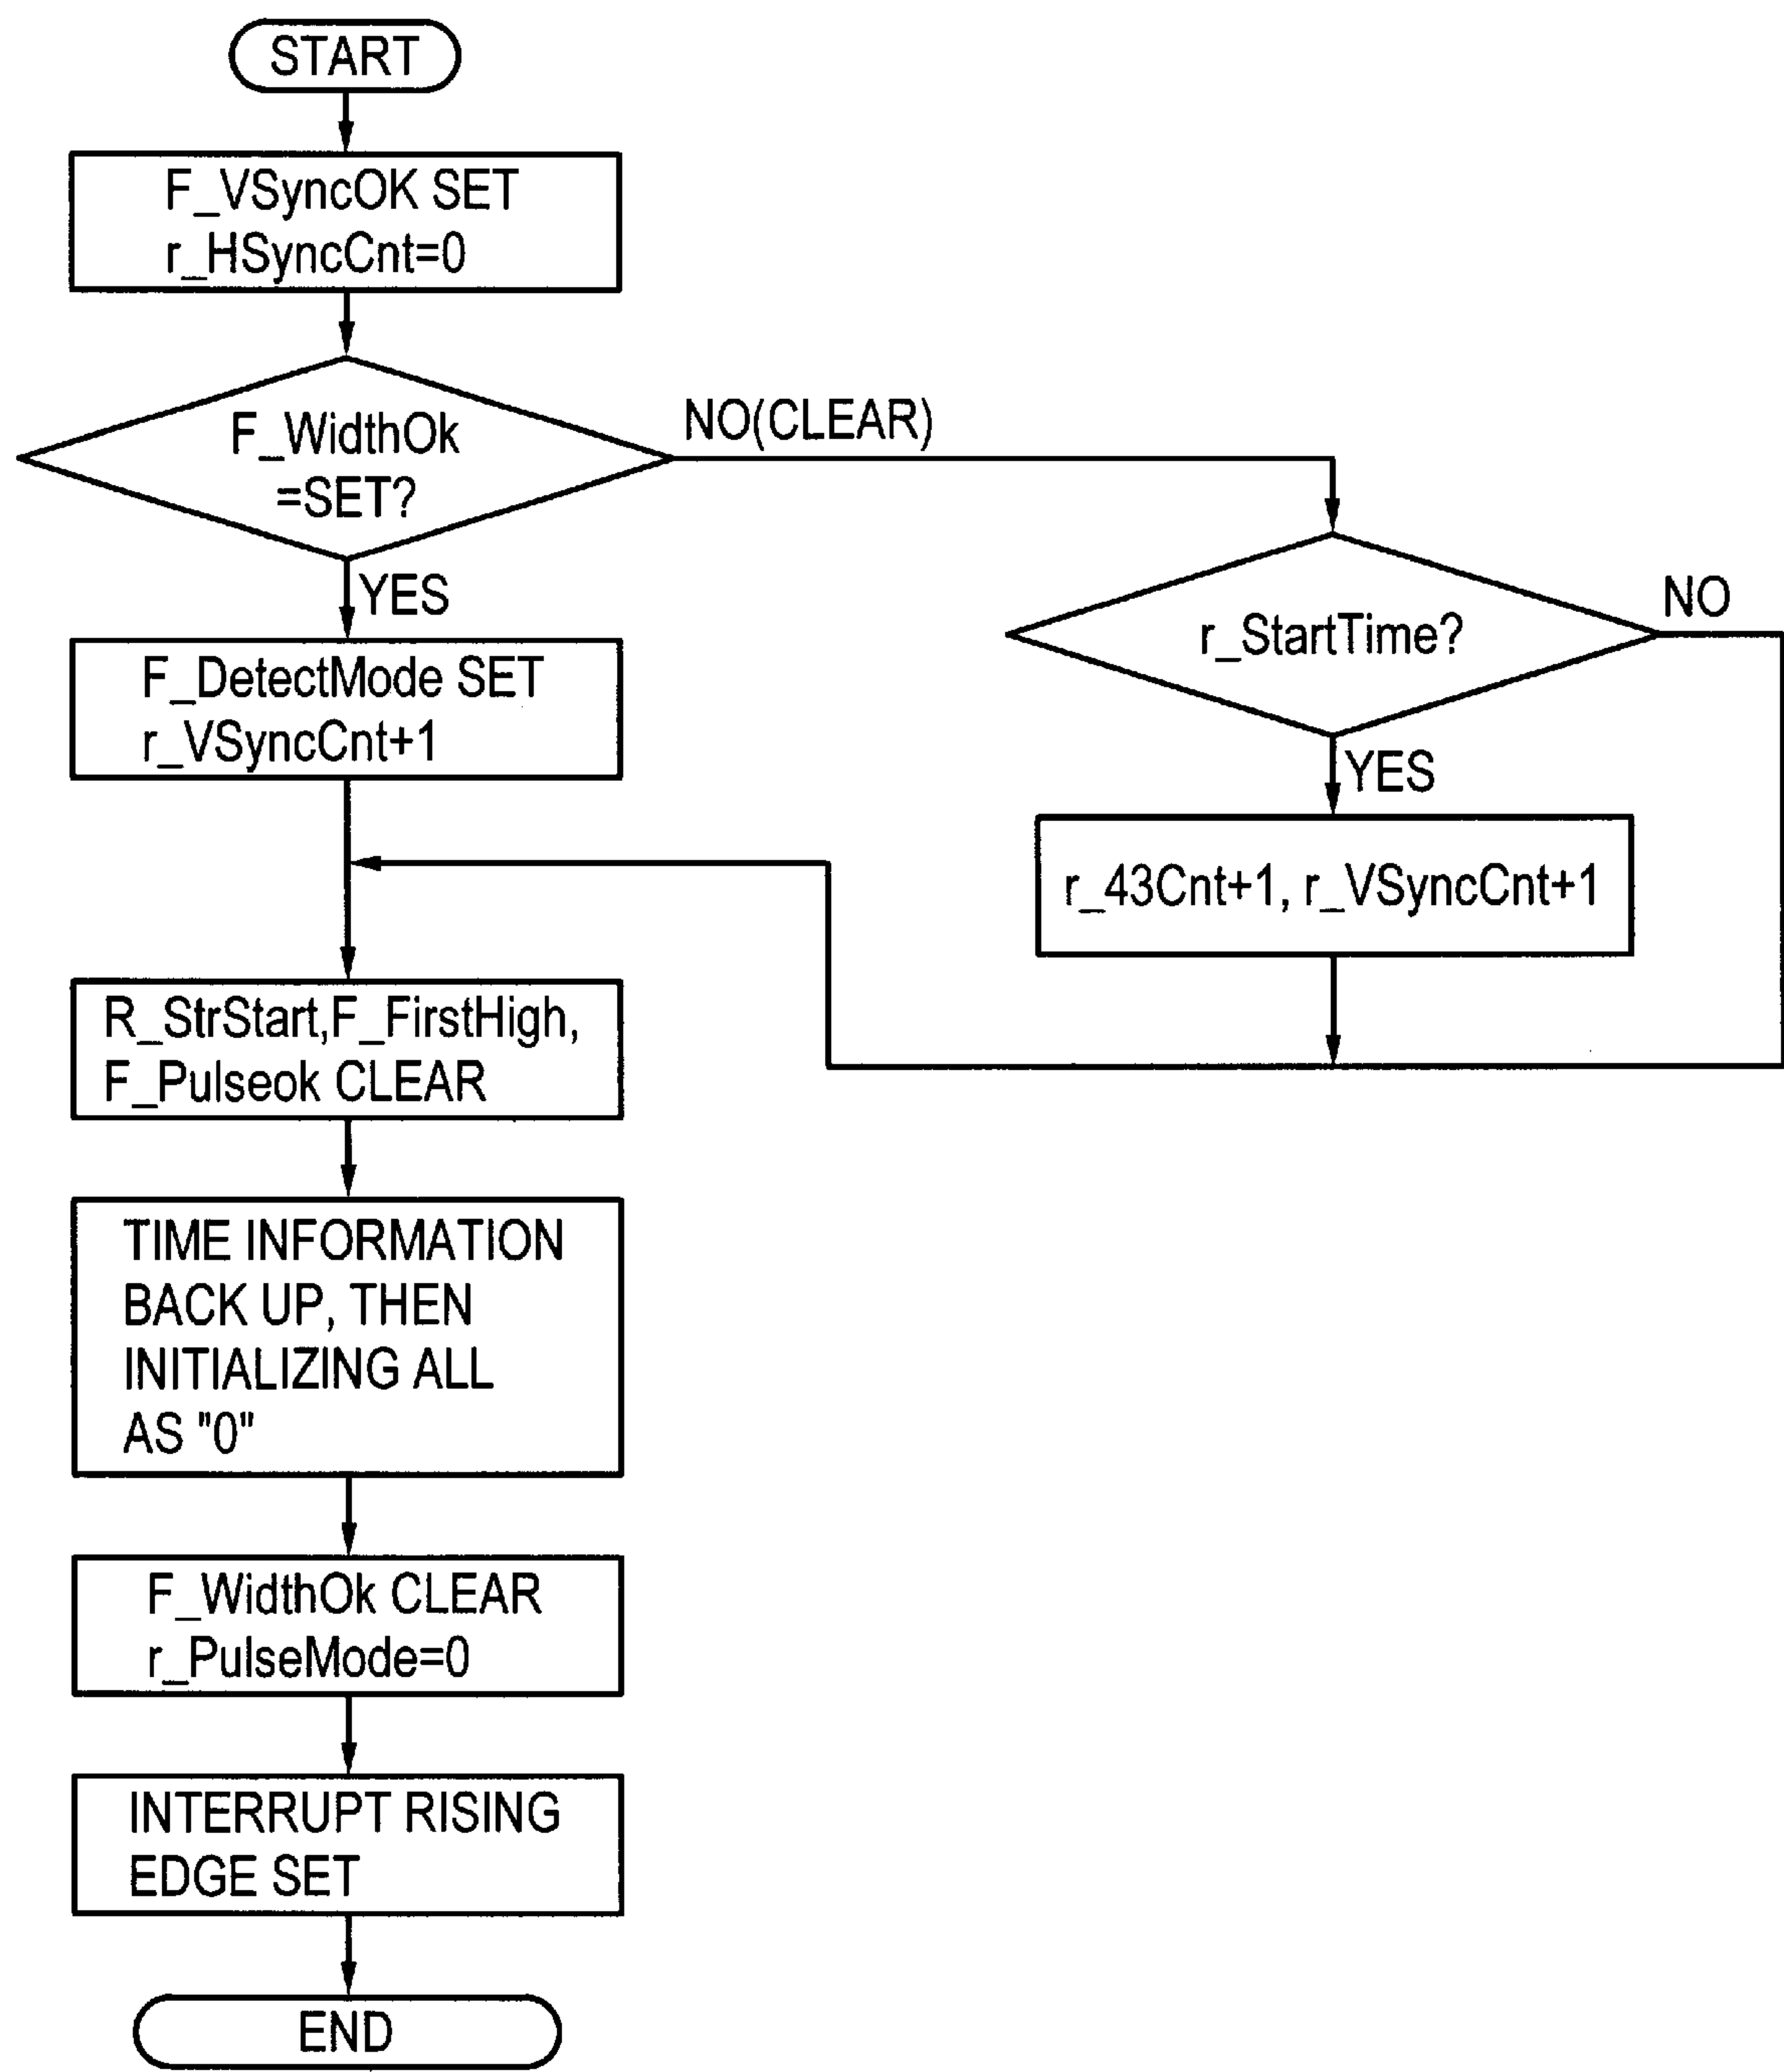 START
F_VSyncOK SET
r_HSyncCnt=0
F_WidthOk
=SET?
NO(CLEAR)
YES
F_DetectMode SET
r_VSyncCnt+1
r_StartTime?
NO
YES
r_43Cnt+1, r_VSyncCnt+1
R_StrStart,F_FirstHigh,
F_Pulseok CLEAR
TIME INFORMATION
BACK UP, THEN
INITIALIZING ALL
AS "0"
F_WidthOk CLEAR
r_PulseMode=0
INTERRUPT RISING
EDGE SET
END